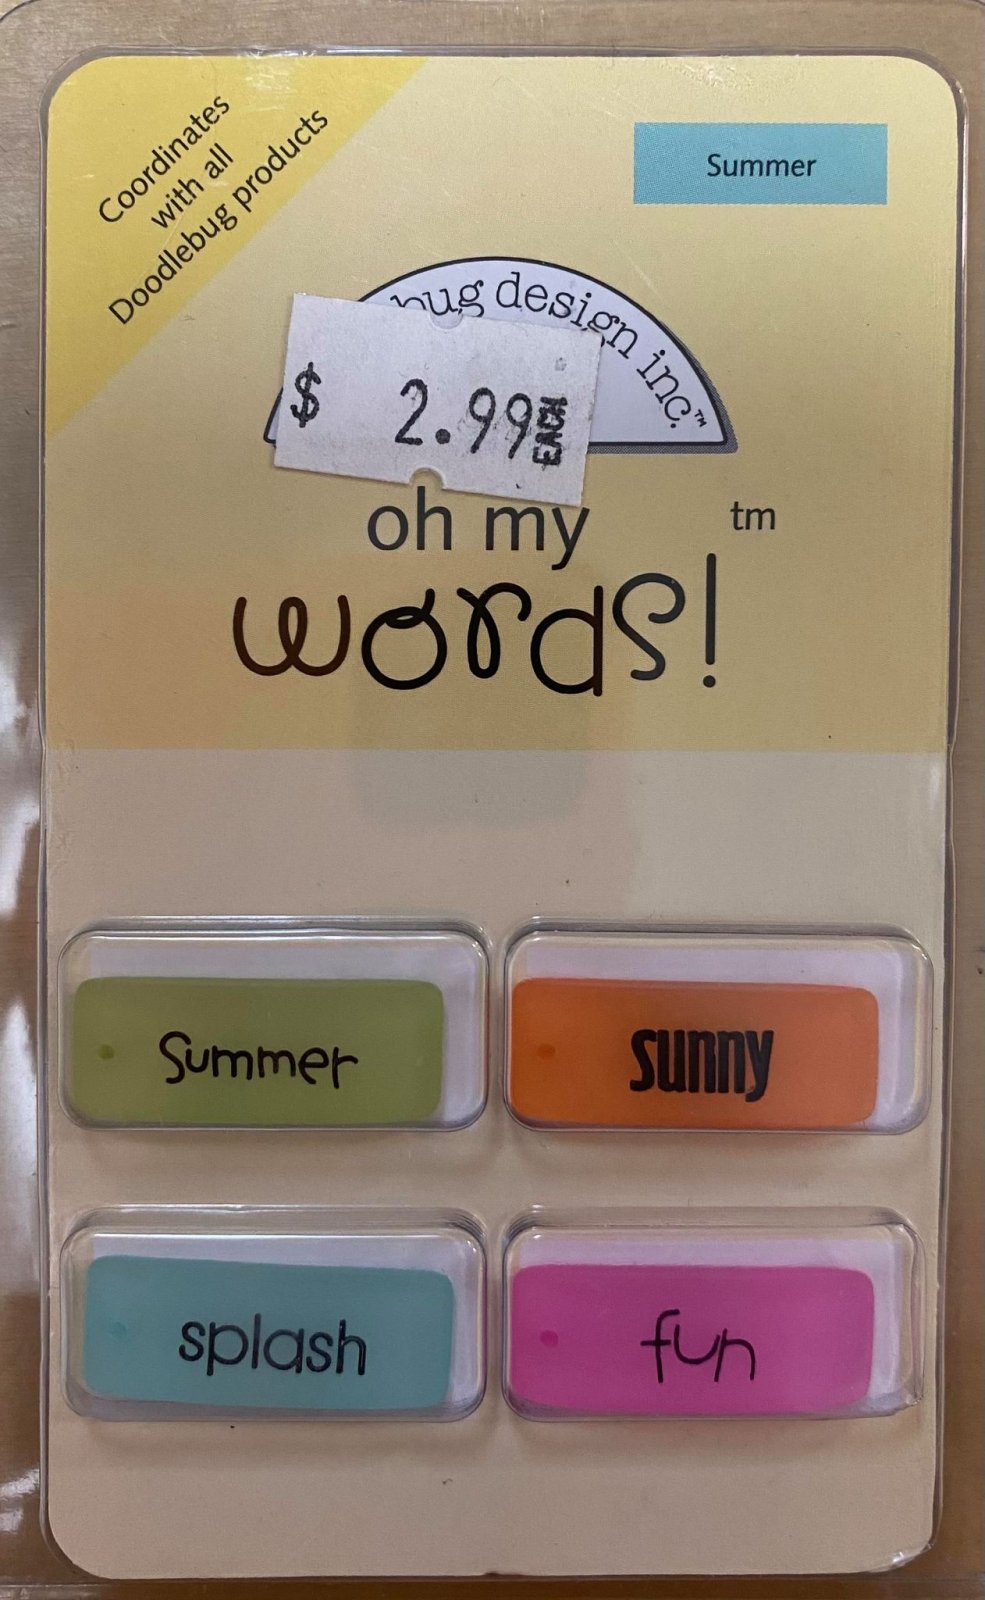 Coordinates
with all
Doodlebug products
Summer
bug design inc.™
$ 2.99 EACH
oh my tm
words!
Summer
sunny
splash
fun